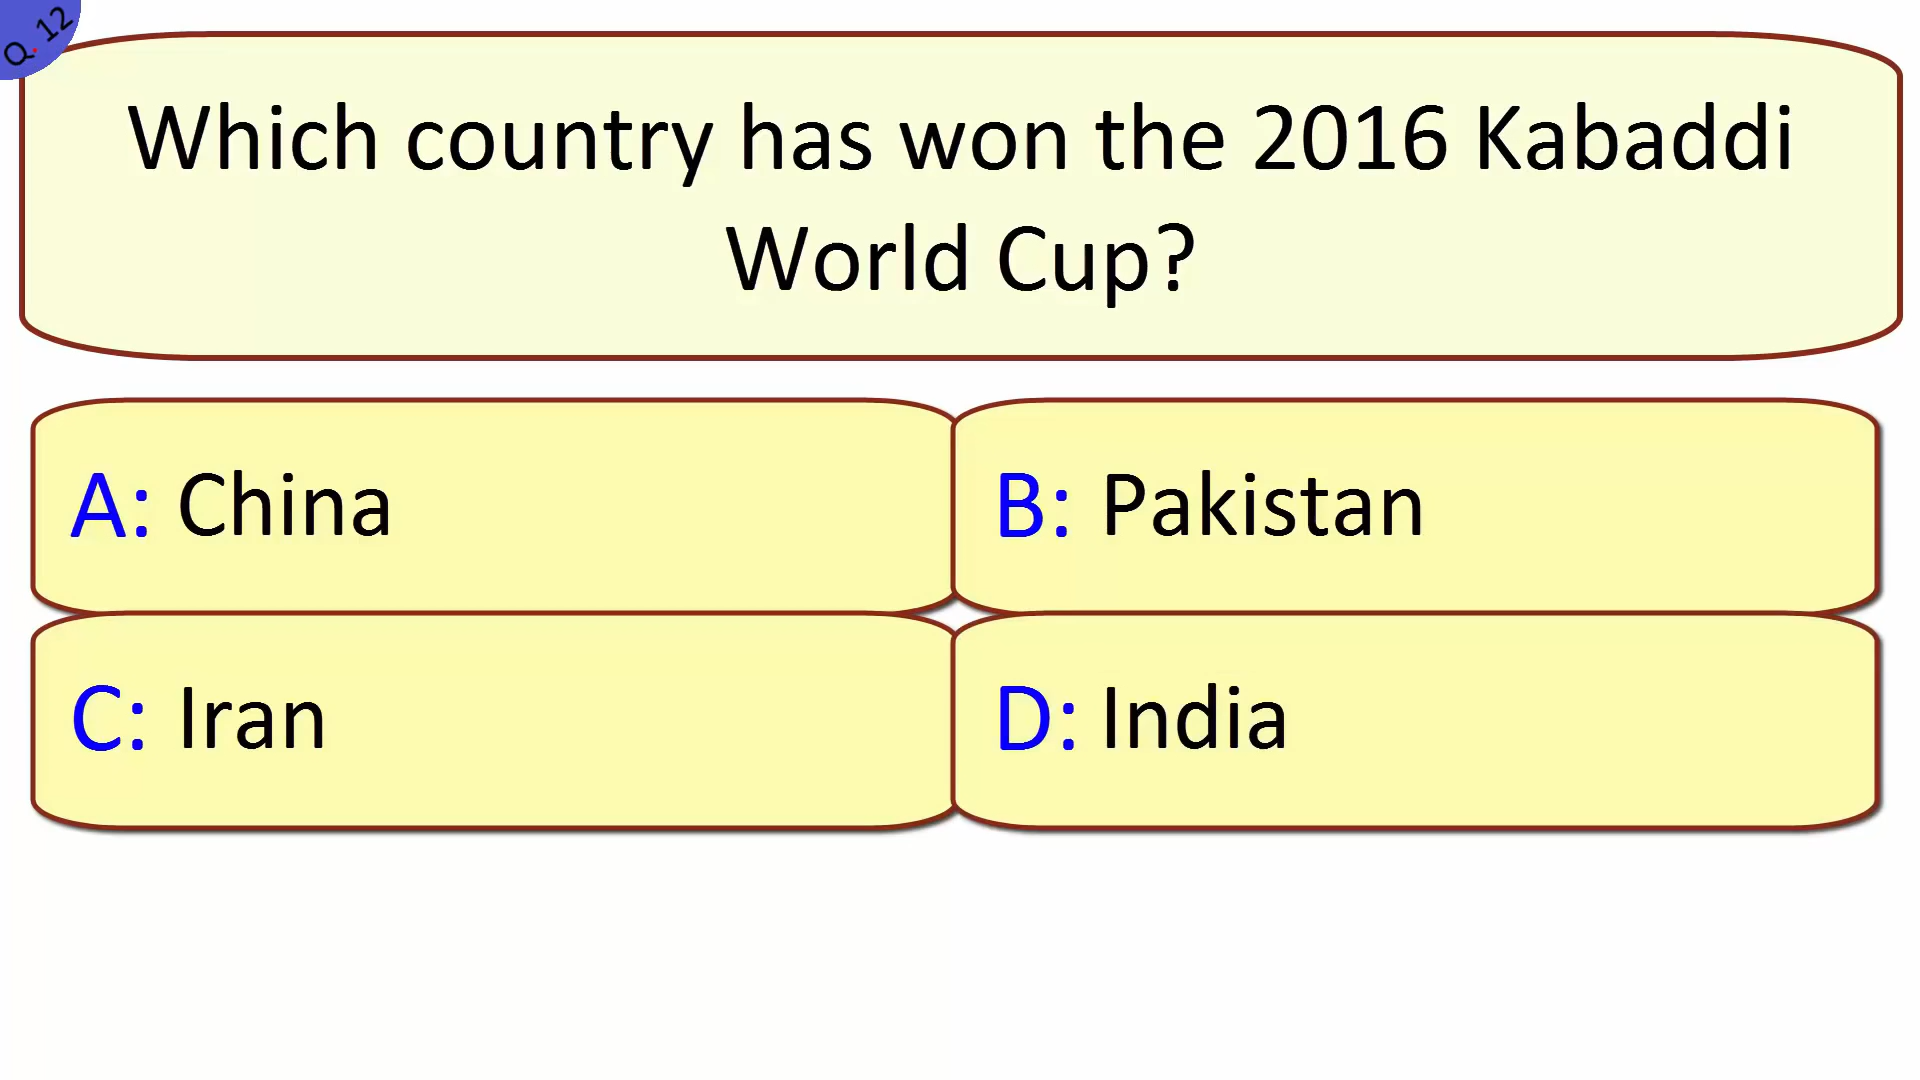 Q. 12
Which country has won the 2016 Kabaddi
World Cup?
A: China
B: Pakistan
C: Iran
D: India